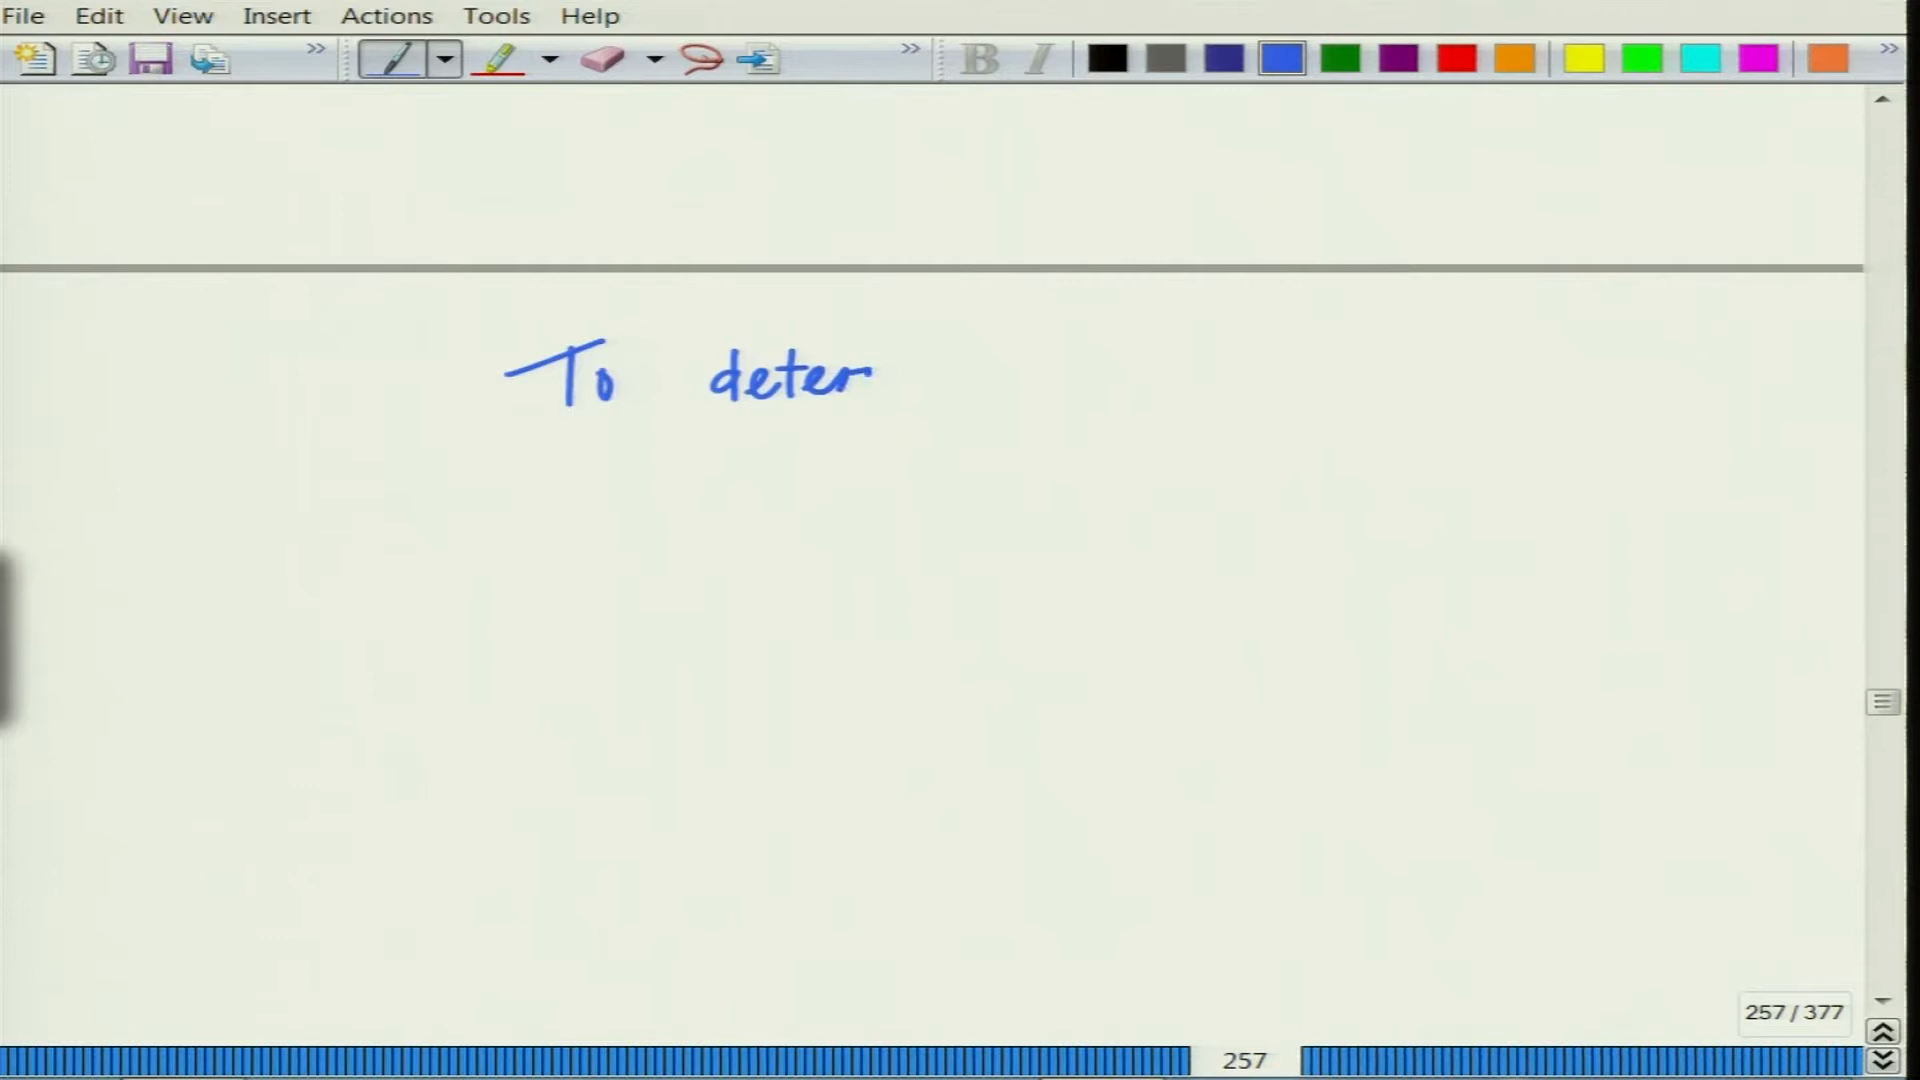 File Edit View Insert Actions Tools Help
B I
To deter
257 / 377
257